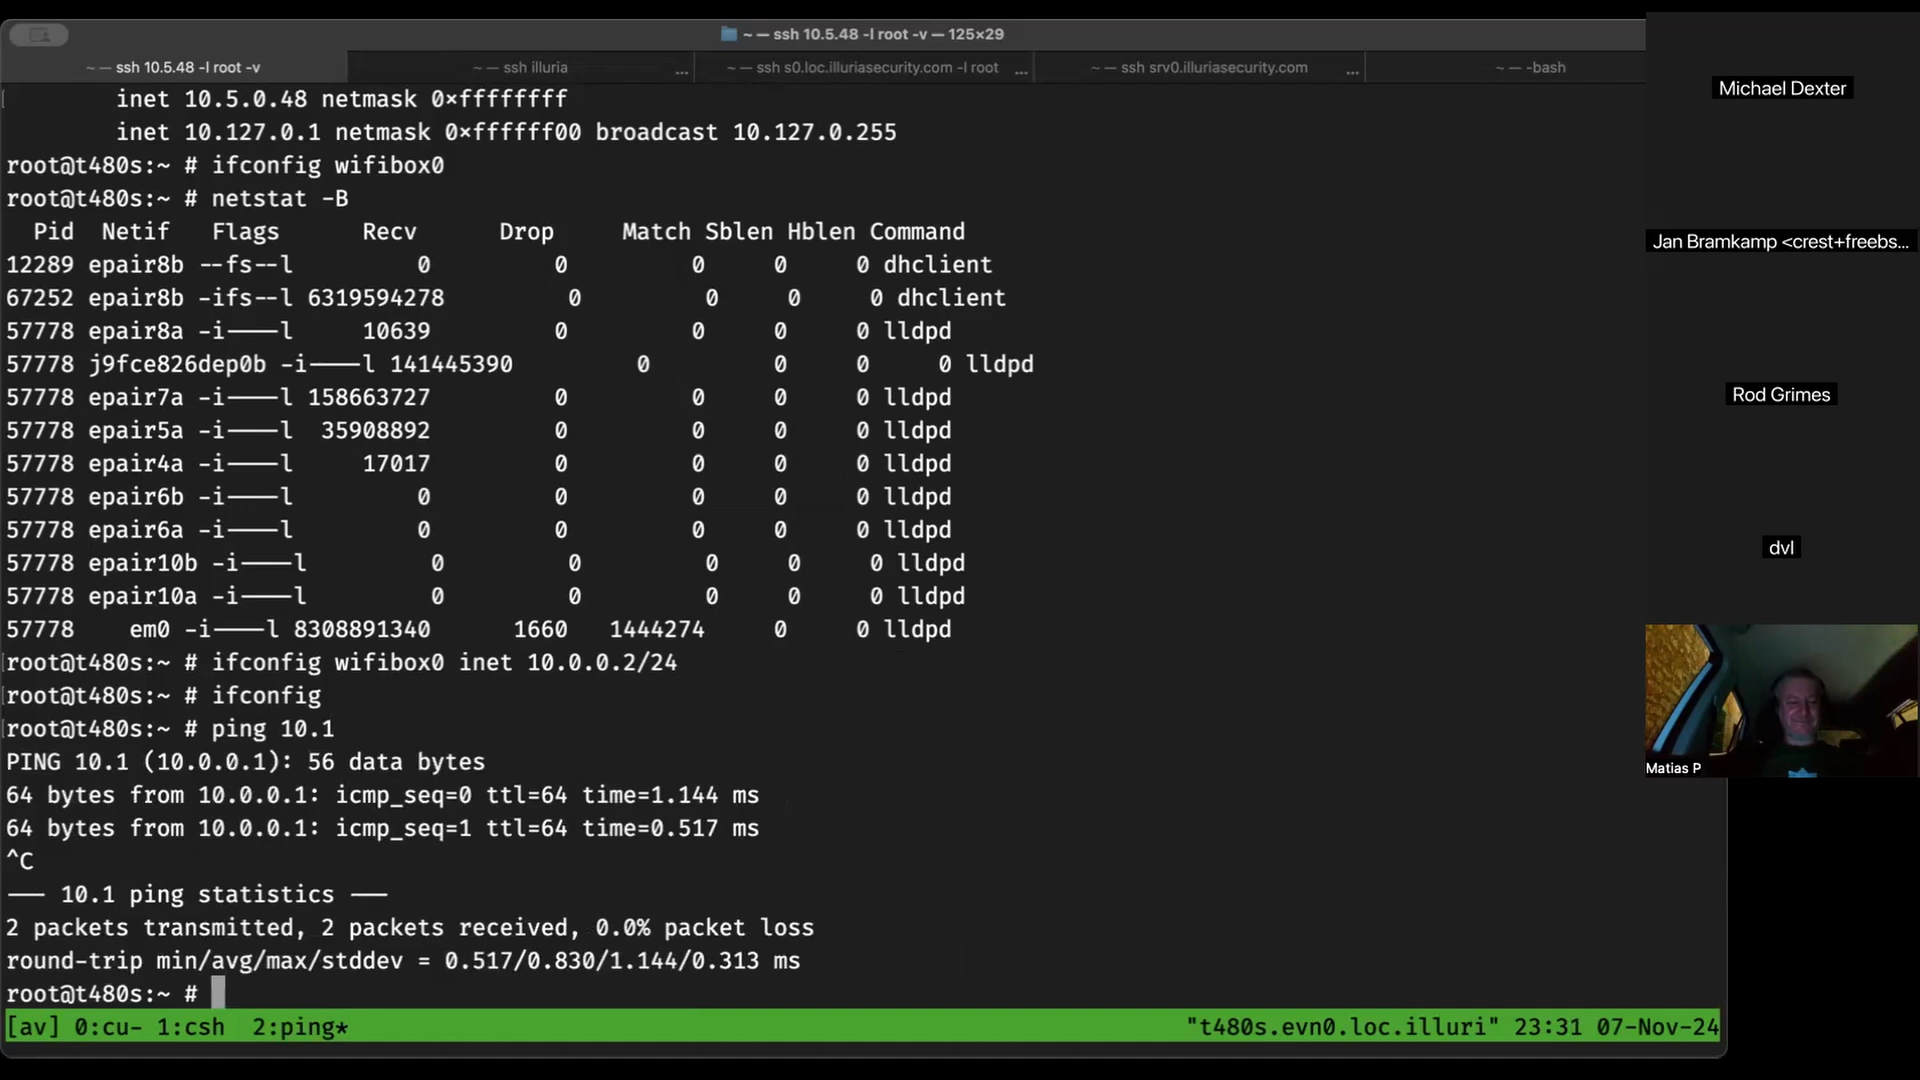 ~ — ssh 10.5.48 -l root -v — 125×29
~ — ssh 10.5.48 -l root -v
~ — ssh illuria ...
~ — ssh s0.loc.illuriasecurity.com -l root ...
~ — ssh srv0.illuriasecurity.com ...
~ — -bash
inet 10.5.0.48 netmask 0×ffffffff
inet 10.127.0.1 netmask 0×ffffff00 broadcast 10.127.0.255
root@t480s:~ # ifconfig wifibox0
root@t480s:~ # netstat -B
Pid Netif Flags Recv Drop Match Sblen Hblen Command
12289 epair8b --fs--l 0 0 0 0 0 dhclient
67252 epair8b -ifs--l 6319594278 0 0 0 0 dhclient
57778 epair8a -i----l 10639 0 0 0 0 lldpd
57778 j9fce826dep0b -i----l 141445390 0 0 0 0 lldpd
57778 epair7a -i----l 158663727 0 0 0 0 lldpd
57778 epair5a -i----l 35908892 0 0 0 0 lldpd
57778 epair4a -i----l 17017 0 0 0 0 lldpd
57778 epair6b -i----l 0 0 0 0 0 lldpd
57778 epair6a -i----l 0 0 0 0 0 lldpd
57778 epair10b -i----l 0 0 0 0 0 lldpd
57778 epair10a -i----l 0 0 0 0 0 lldpd
57778 em0 -i----l 8308891340 1660 1444274 0 0 lldpd
root@t480s:~ # ifconfig wifibox0 inet 10.0.0.2/24
root@t480s:~ # ifconfig
root@t480s:~ # ping 10.1
PING 10.1 (10.0.0.1): 56 data bytes
64 bytes from 10.0.0.1: icmp_seq=0 ttl=64 time=1.144 ms
64 bytes from 10.0.0.1: icmp_seq=1 ttl=64 time=0.517 ms
^C
--- 10.1 ping statistics ---
2 packets transmitted, 2 packets received, 0.0% packet loss
round-trip min/avg/max/stddev = 0.517/0.830/1.144/0.313 ms
root@t480s:~ #
[av] 0:cu- 1:csh 2:ping* "t480s.evn0.loc.illuri" 23:31 07-Nov-24
Michael Dexter
Jan Bramkamp <crest+freebs...
Rod Grimes
dvl
Matias P